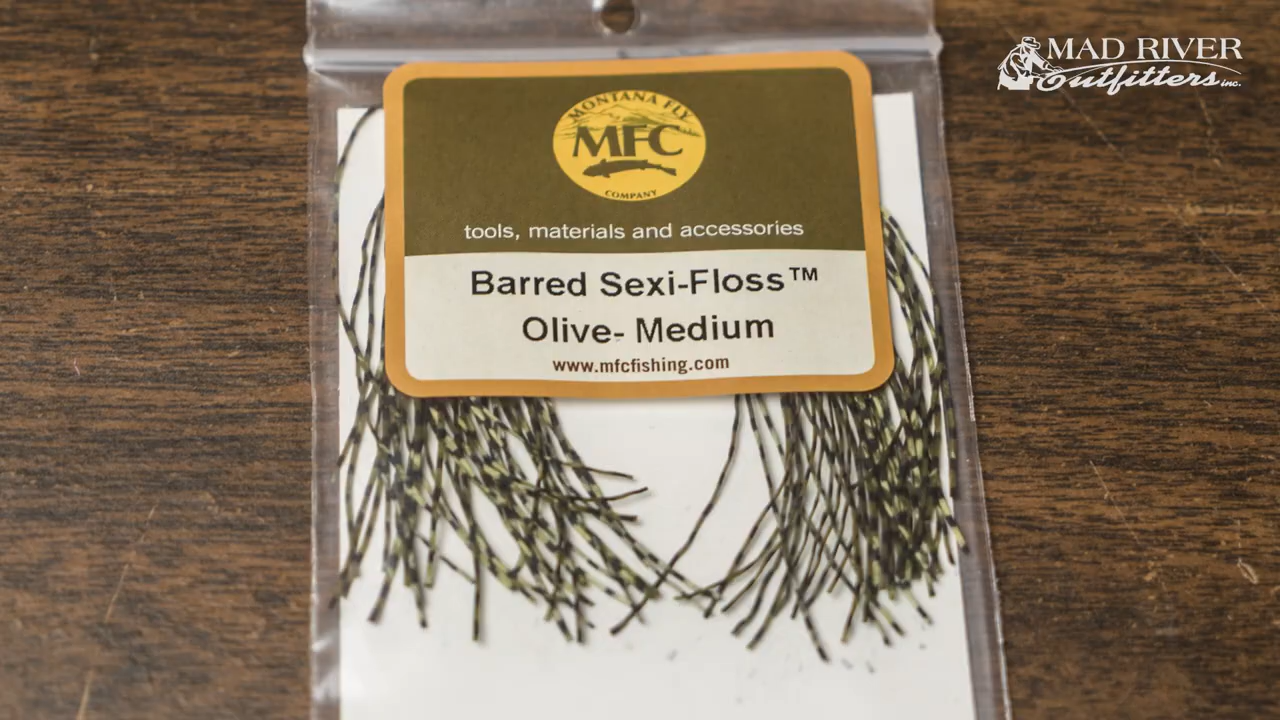 MAD RIVER
Outfitters inc.
MONTANA FLY
MFC
COMPANY
tools, materials and accessories
Barred Sexi-Floss™
Olive- Medium
www.mfcfishing.com